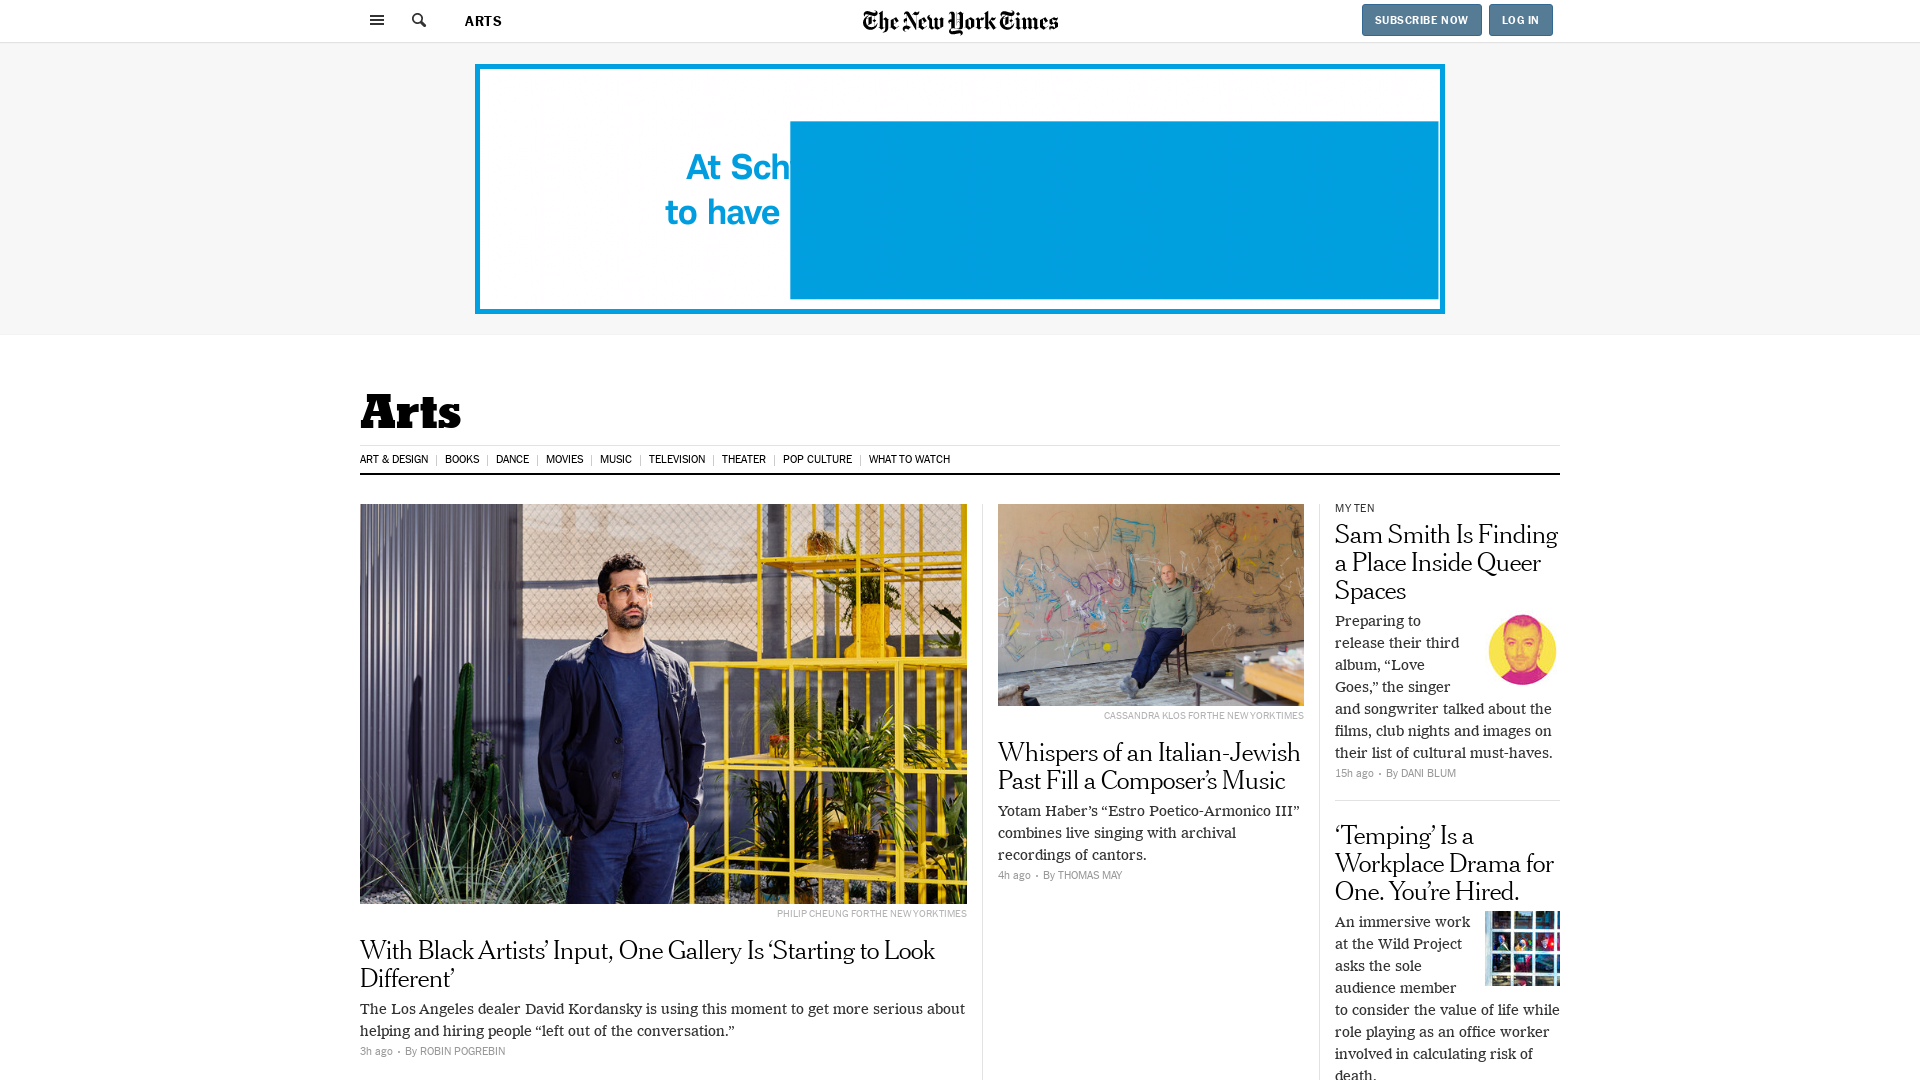 ARTS
The New York Times
SUBSCRIBE NOW
LOG IN
At Sch
to have
Arts
ART & DESIGN
BOOKS
DANCE
MOVIES
MUSIC
TELEVISION
THEATER
POP CULTURE
WHAT TO WATCH
PHILIP CHEUNG FOR THE NEW YORK TIMES
With Black Artists’ Input, One Gallery Is ‘Starting to Look
Different’
The Los Angeles dealer David Kordansky is using this moment to get more serious about
helping and hiring people “left out of the conversation.”
3h ago · By ROBIN POGREBIN
CASSANDRA KLOS FOR THE NEW YORK TIMES
Whispers of an Italian-Jewish
Past Fill a Composer’s Music
Yotam Haber’s “Estro Poetico-Armonico III”
combines live singing with archival
recordings of cantors.
4h ago · By THOMAS MAY
MY TEN
Sam Smith Is Finding
a Place Inside Queer
Spaces
Preparing to
release their third
album, “Love
Goes,” the singer
and songwriter talked about the
films, club nights and images on
their list of cultural must-haves.
15h ago · By DANI BLUM
‘Temping’ Is a
Workplace Drama for
One. You’re Hired.
An immersive work
at the Wild Project
asks the sole
audience member
to consider the value of life while
role playing as an office worker
involved in calculating risk of
death.